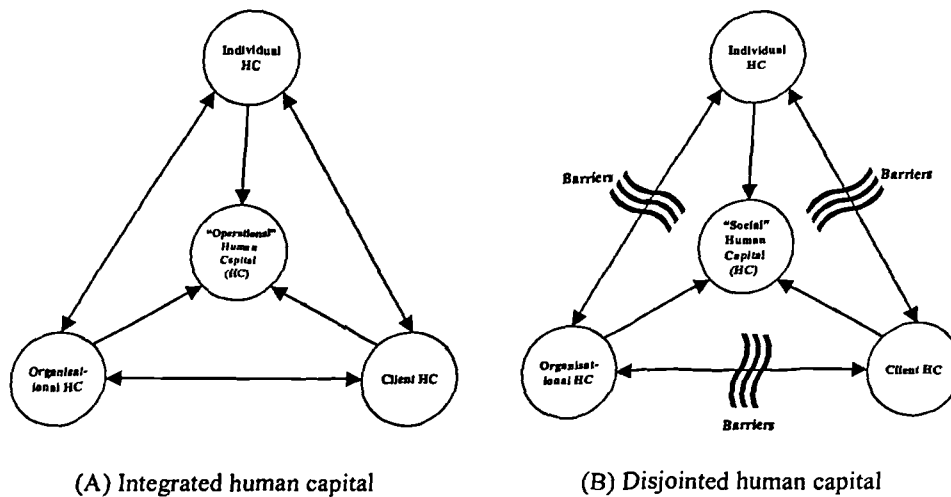 Individual
HC
"Operational"
Human
Capital
(HC)
Organisat-
ional HC
Client HC
(A) Integrated human capital
Individual
HC
Barriers
Barriers
"Social"
Human
Capital
(HC)
Organisat-
ional HC
Client HC
Barriers
(B) Disjointed human capital